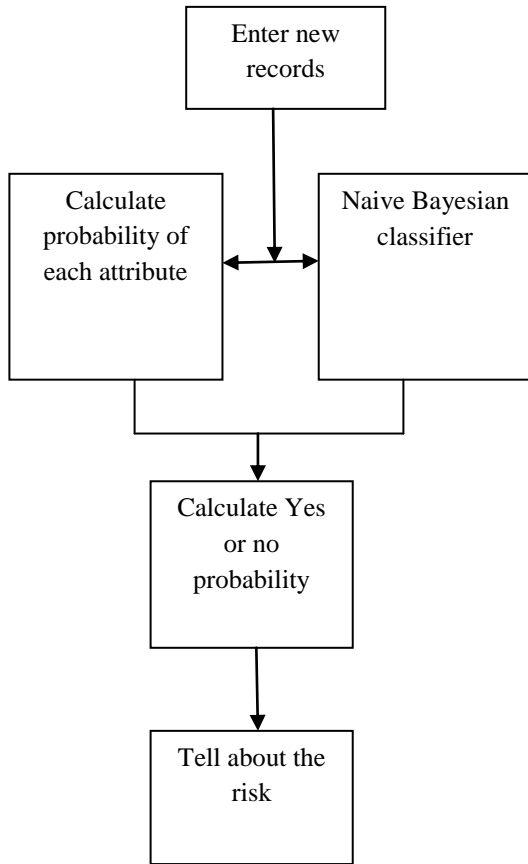 Enter new
records
Calculate
probability of
each attribute
Naive Bayesian
classifier
Calculate Yes
or no
probability
Tell about the
risk